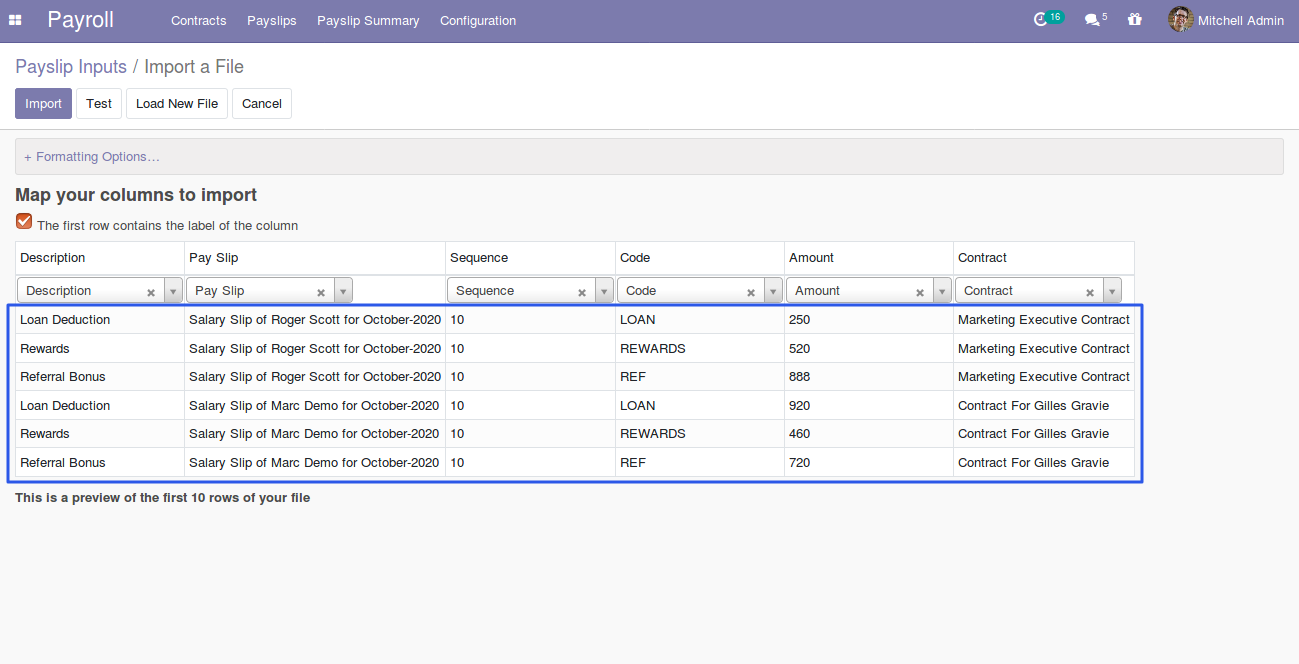 Payroll Contracts Payslips Payslip Summary Configuration 16 5 Mitchell Admin
Payslip Inputs / Import a File
Import Test Load New File Cancel
+ Formatting Options…
Map your columns to import
The first row contains the label of the column
Description Pay Slip Sequence Code Amount Contract
Description Pay Slip Sequence Code Amount Contract
Loan Deduction Salary Slip of Roger Scott for October-2020 10 LOAN 250 Marketing Executive Contract
Rewards Salary Slip of Roger Scott for October-2020 10 REWARDS 520 Marketing Executive Contract
Referral Bonus Salary Slip of Roger Scott for October-2020 10 REF 888 Marketing Executive Contract
Loan Deduction Salary Slip of Marc Demo for October-2020 10 LOAN 920 Contract For Gilles Gravie
Rewards Salary Slip of Marc Demo for October-2020 10 REWARDS 460 Contract For Gilles Gravie
Referral Bonus Salary Slip of Marc Demo for October-2020 10 REF 720 Contract For Gilles Gravie
This is a preview of the first 10 rows of your file